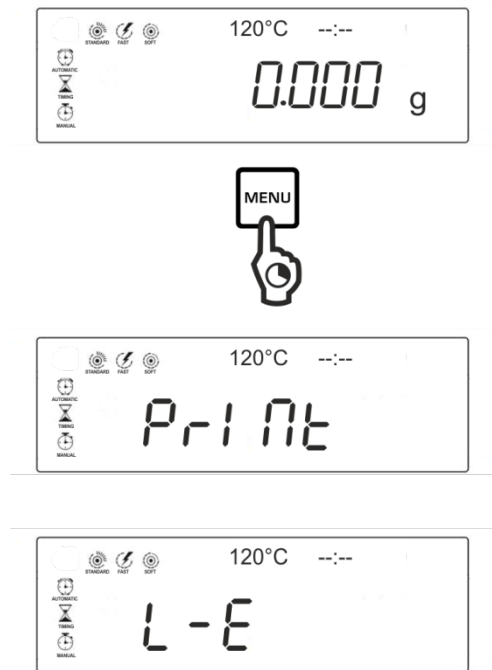 120°C --:--
STANDARD FAST SOFT
AUTOMATIC
0.000 g
TIMING
MANUAL
MENU
120°C --:--
STANDARD FAST SOFT
AUTOMATIC
PrINt
TIMING
MANUAL
120°C --:--
STANDARD FAST SOFT
AUTOMATIC
L-E
TIMING
MANUAL